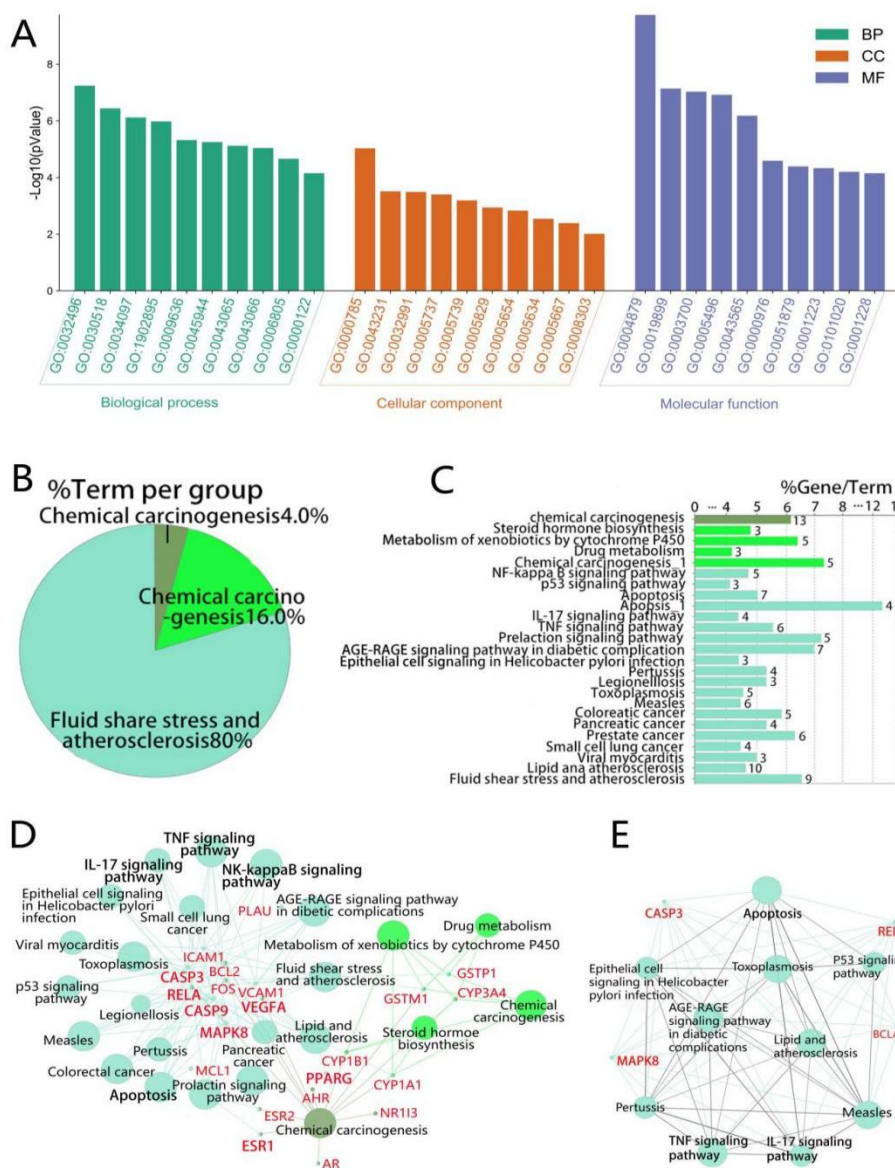 A
-Log10(pValue)
8
6
4
2
0
BP
CC
MF
GO:0032496
GO:0030518
GO:0034097
GO:1902895
GO:0009636
GO:0045944
GO:0043065
GO:0043066
GO:0006805
GO:0000122
GO:0000785
GO:0043231
GO:0032991
GO:0005737
GO:0005739
GO:0005829
GO:0005654
GO:0005634
GO:0005667
GO:0008303
GO:0004879
GO:0019899
GO:0003700
GO:0005496
GO:0043565
GO:0000976
GO:0051879
GO:0001223
GO:0101020
GO:0001228
Biological process
Cellular component
Molecular function
B
%Term per group
Chemical carcinogenesis4.0%
Chemical carcino
-genesis16.0%
Fluid share stress and
atherosclerosis80%
C
%Gene/Term
0 ... 4 5 6 7 8 ...12
chemical carcinogenesis 13
Steroid hormone biosynthesis 3
Metabolism of xenobiotics by cytochrome P450 5
Drug metabolism 3
Chemical carcinogenesis_1 5
NF-kappa B signaling pathway 5
p53 signaling pathway 3
Apoptosis 7
Apopsis_1 4
IL-17 signaling pathway 4
TNF signaling pathway 6
Prelaction signaling pathway 5
AGE-RAGE signaling pathway in diabetic complication 7
Epithelial cell signaling in Helicobacter pylori infection 3
Pertussis 4
Legionelllosis 3
Toxoplasmosis 5
Measles 6
Coloreatic cancer 5
Pancreatic cancer 4
Prestate cancer 6
Small cell lung cancer 4
Viral myocarditis 3
Lipid ana atherosclerosis 10
Fluid shear stress and atherosclerosis 9
D
TNF signaling
pathway
IL-17 signaling
pathway
NK-kappaB signaling
pathway
Epithelial cell signaling
in Helicobacter pylori
infection
Small cell lung
cancer
PLAU
AGE-RAGE signaling pathway
in dibetic complications
Drug metabolism
Metabolism of xenobiotics by cytochrome P450
Viral myocarditis
Toxoplasmosis
ICAM1
BCL2
CASP3
FOS
VCAM1
Fluid shear stress and
atherosclerosis
GSTP1
GSTM1
CYP3A4
p53 signaling
pathway
RELA
Legionellosis
CASP9
VEGFA
Chemical
carcinogenesis
MAPK8
Lipid and
atherosclerosis
Steroid hormoe
biosynthesis
Measles
Pertussis
Pancreatic
cancer
CYP1B1
Colorectal cancer
MCL1
Prolactin signaling
pathway
PPARG
CYP1A1
Apoptosis
AHR
ESR2
NR1I3
Chemical carcinogenesis
ESR1
AR
E
CASP3
Apoptosis
REL
Epithelial cell
signaling in Helicobacter
pylori infection
Toxoplasmosis
P53 signaling
pathway
AGE-RAGE
signaling pathway
in diabetic
complications
Lipid and
atherosclerosis
BCLA
MAPK8
Pertussis
Measles
TNF signaling
pathway
IL-17 signaling
pathway